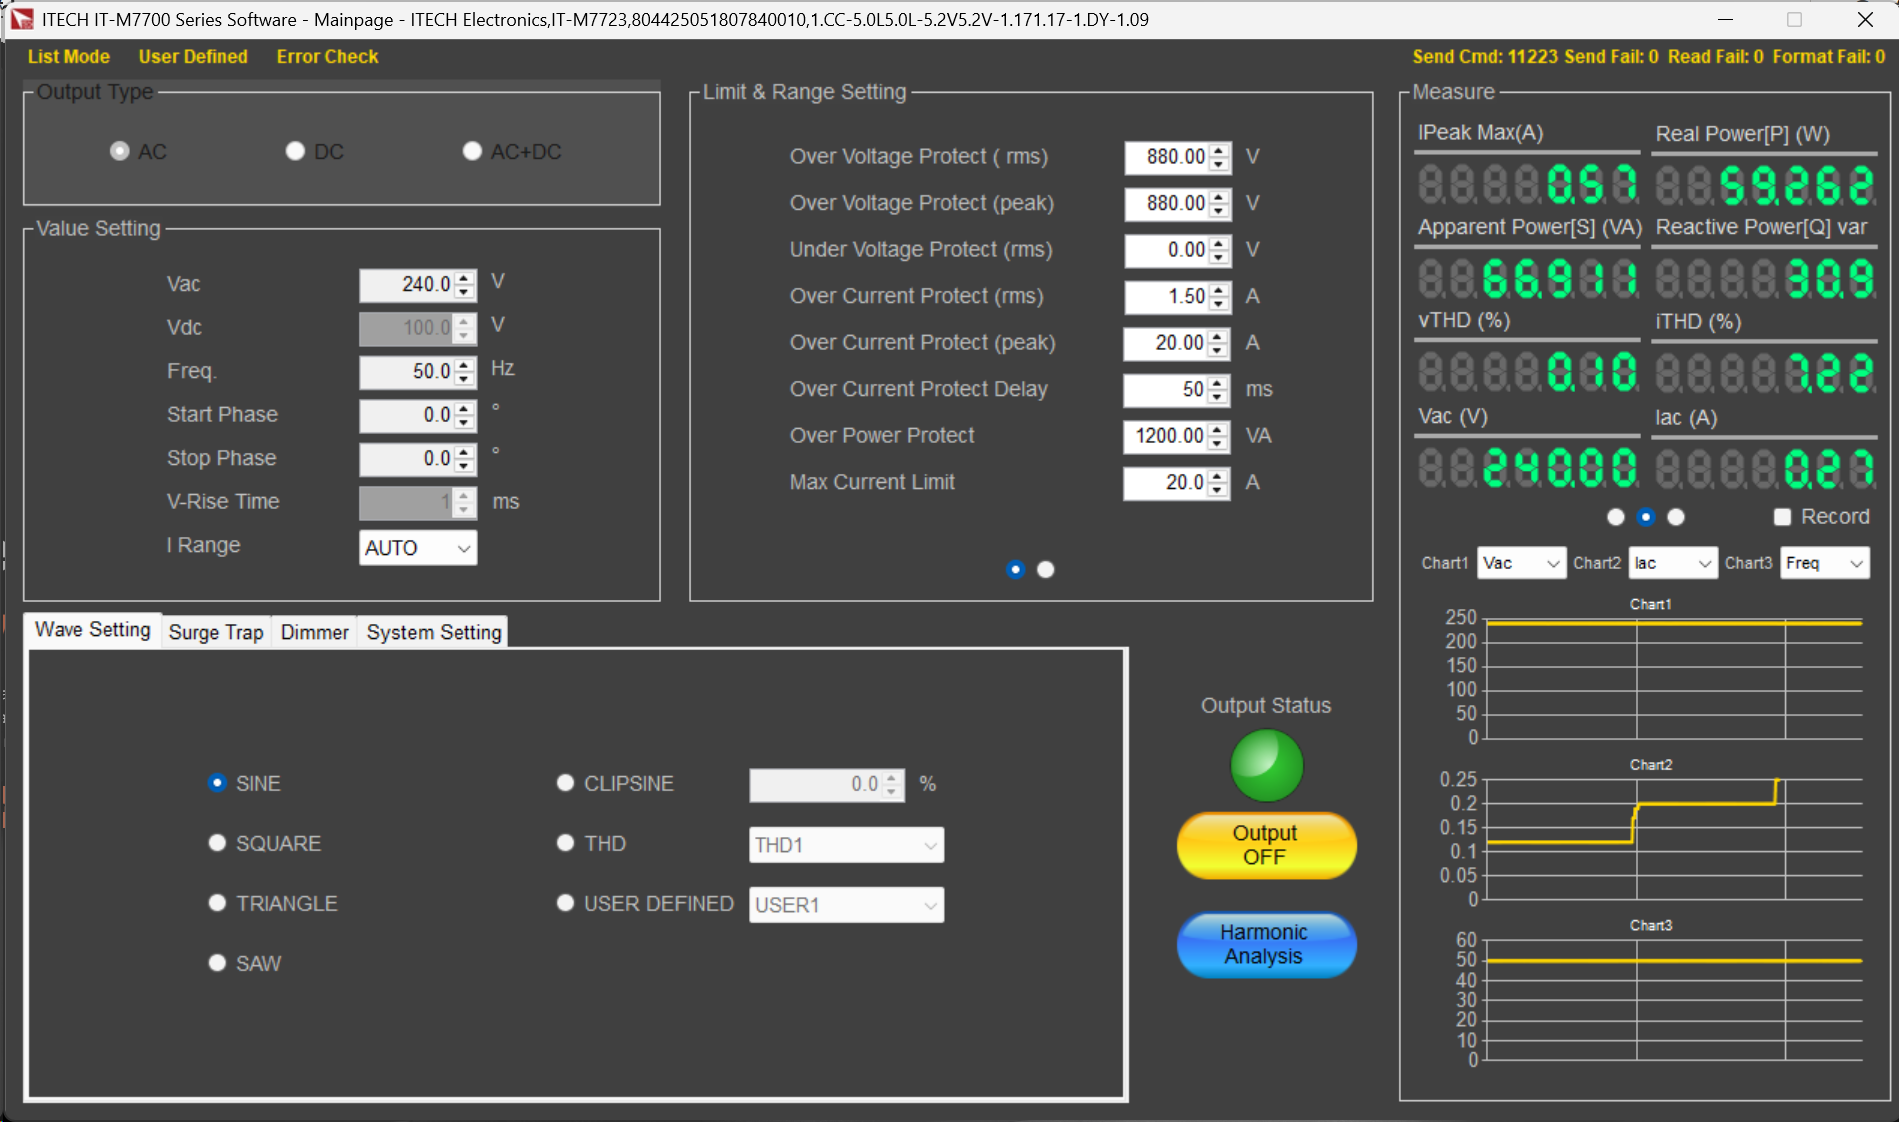 ITECH IT-M7700 Series Software - Mainpage - ITECH Electronics,IT-M7723,804425051807840010,1.CC-5.0L5.0L-5.2V5.2V-1.171.17-1.DY-1.09
List Mode User Defined Error Check
Send Cmd: 11223 Send Fail: 0 Read Fail: 0 Format Fail: 0
Output Type
AC DC AC+DC
Value Setting
Vac 240.0 V
Vdc 100.0 V
Freq. 50.0 Hz
Start Phase 0.0 °
Stop Phase 0.0 °
V-Rise Time 1 ms
I Range AUTO
Limit & Range Setting
Over Voltage Protect ( rms) 880.00 V
Over Voltage Protect (peak) 880.00 V
Under Voltage Protect (rms) 0.00 V
Over Current Protect (rms) 1.50 A
Over Current Protect (peak) 20.00 A
Over Current Protect Delay 50 ms
Over Power Protect 1200.00 VA
Max Current Limit 20.0 A
Measure
IPeak Max(A) Real Power[P] (W)
0.57 59.262
Apparent Power[S] (VA) Reactive Power[Q] var
66.911 30.9
vTHD (%) iTHD (%)
0.10 7.22
Vac (V) Iac (A)
240.00 0.27
Record
Chart1 Vac Chart2 Iac Chart3 Freq
Chart1
250
200
150
100
50
0
Chart2
0.25
0.2
0.15
0.1
0.05
0
Chart3
60
50
40
30
20
10
0
Wave Setting Surge Trap Dimmer System Setting
SINE CLIPSINE 0.0 %
SQUARE THD THD1
TRIANGLE USER DEFINED USER1
SAW
Output Status
Output
OFF
Harmonic
Analysis